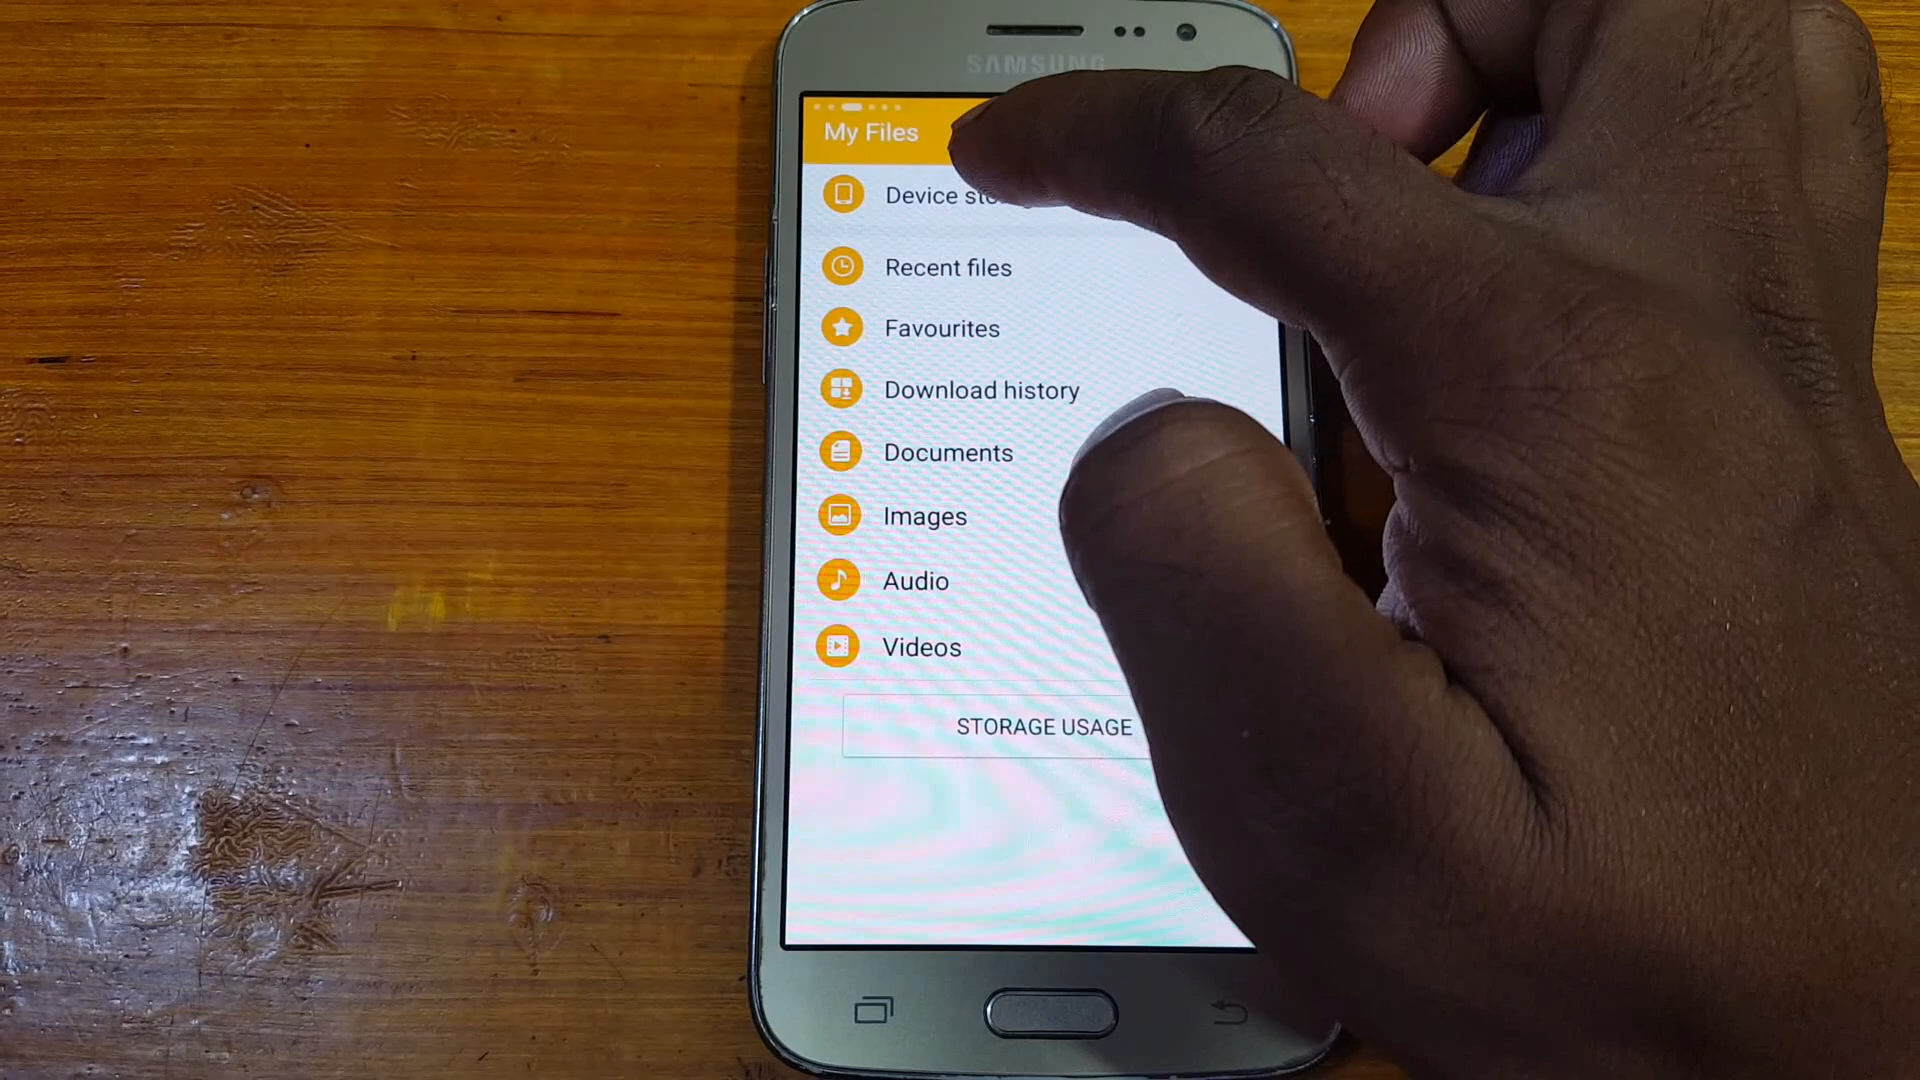 SAMSUNG
My Files
Device sto
Recent files
Favourites
Download history
Documents
Images
Audio
Videos
STORAGE USAGE